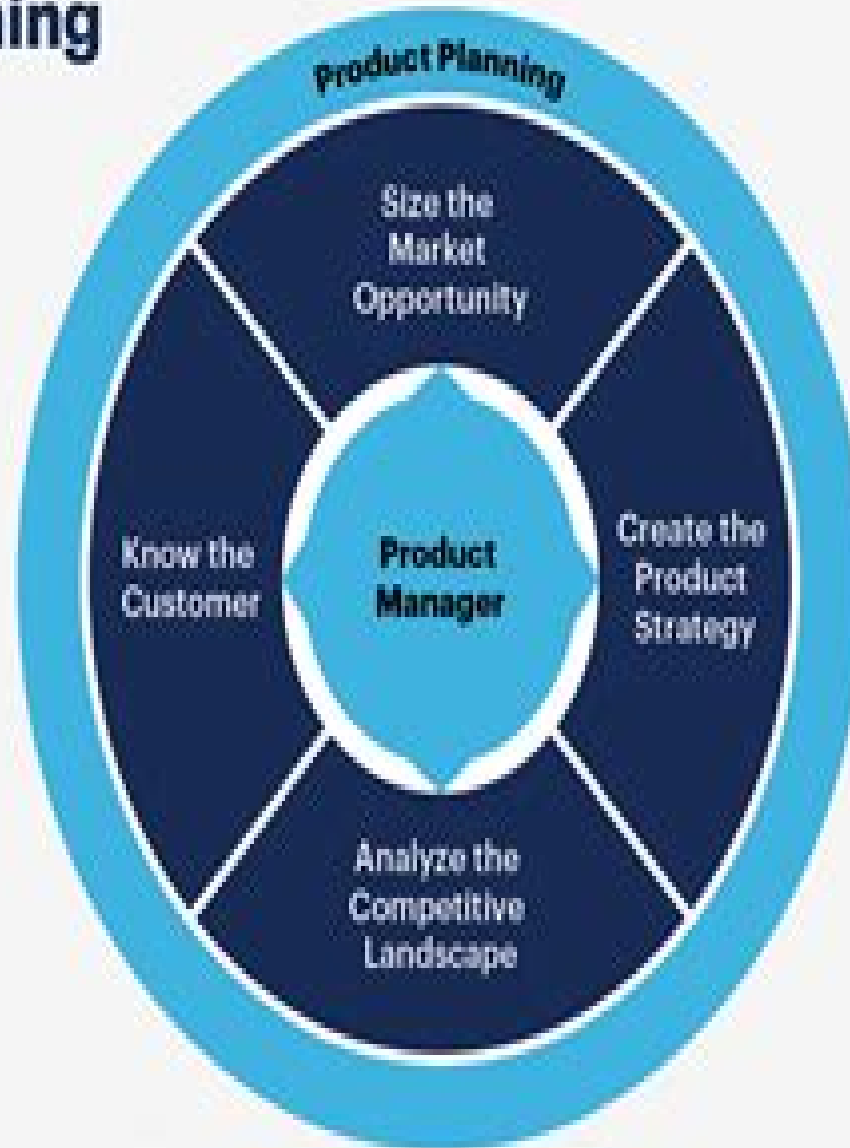 ning
Product Planning
Size the
Market
Opportunity
Know the
Customer
Product
Manager
Create the
Product
Strategy
Analyze the
Competitive
Landscape